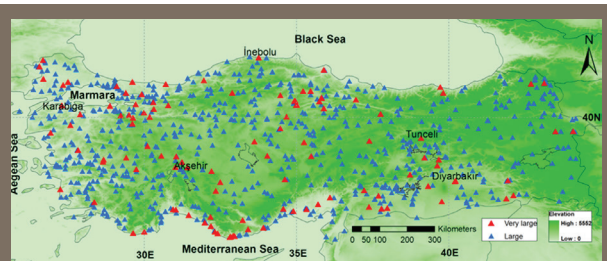 Black Sea
İnebolu
N
Marmara
Karabiga
40N
Tunceli
Aegean Sea
Akşehir
Diyarbakır
Mediterranean Sea
30E
35E
40E
Kilometers
0 50 100 200 300
Very large
Large
Elevation
High : 5552
Low : 0